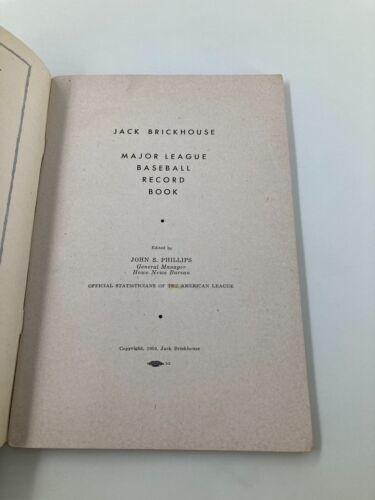 JACK BRICKHOUSE
MAJOR LEAGUE
BASEBALL
RECORD
BOOK
Edited by
JOHN S. PHILLIPS
General Manager
Howe News Bureau
OFFICIAL STATISTICIANS OF THE AMERICAN LEAGUE
Copyright, Jack Brickhouse